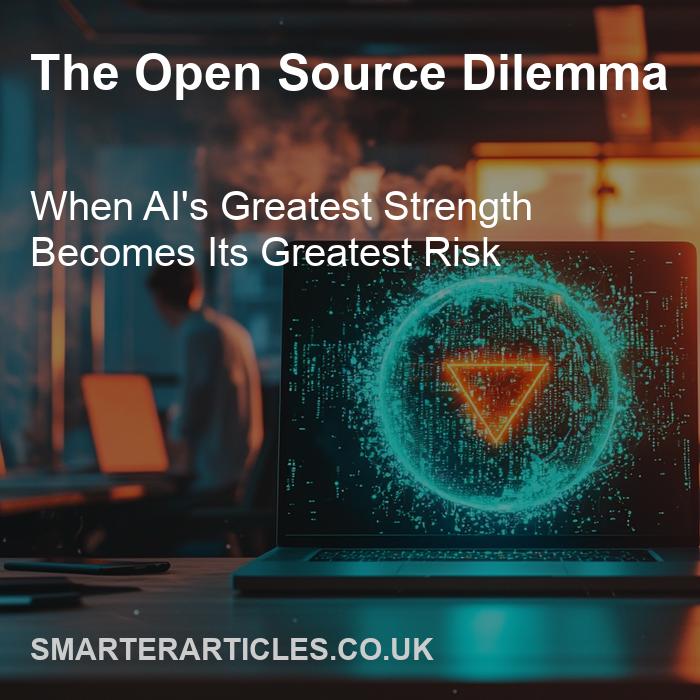 The Open Source Dilemma
When AI's Greatest Strength
Becomes Its Greatest Risk
SMARTERARTICLES.CO.UK